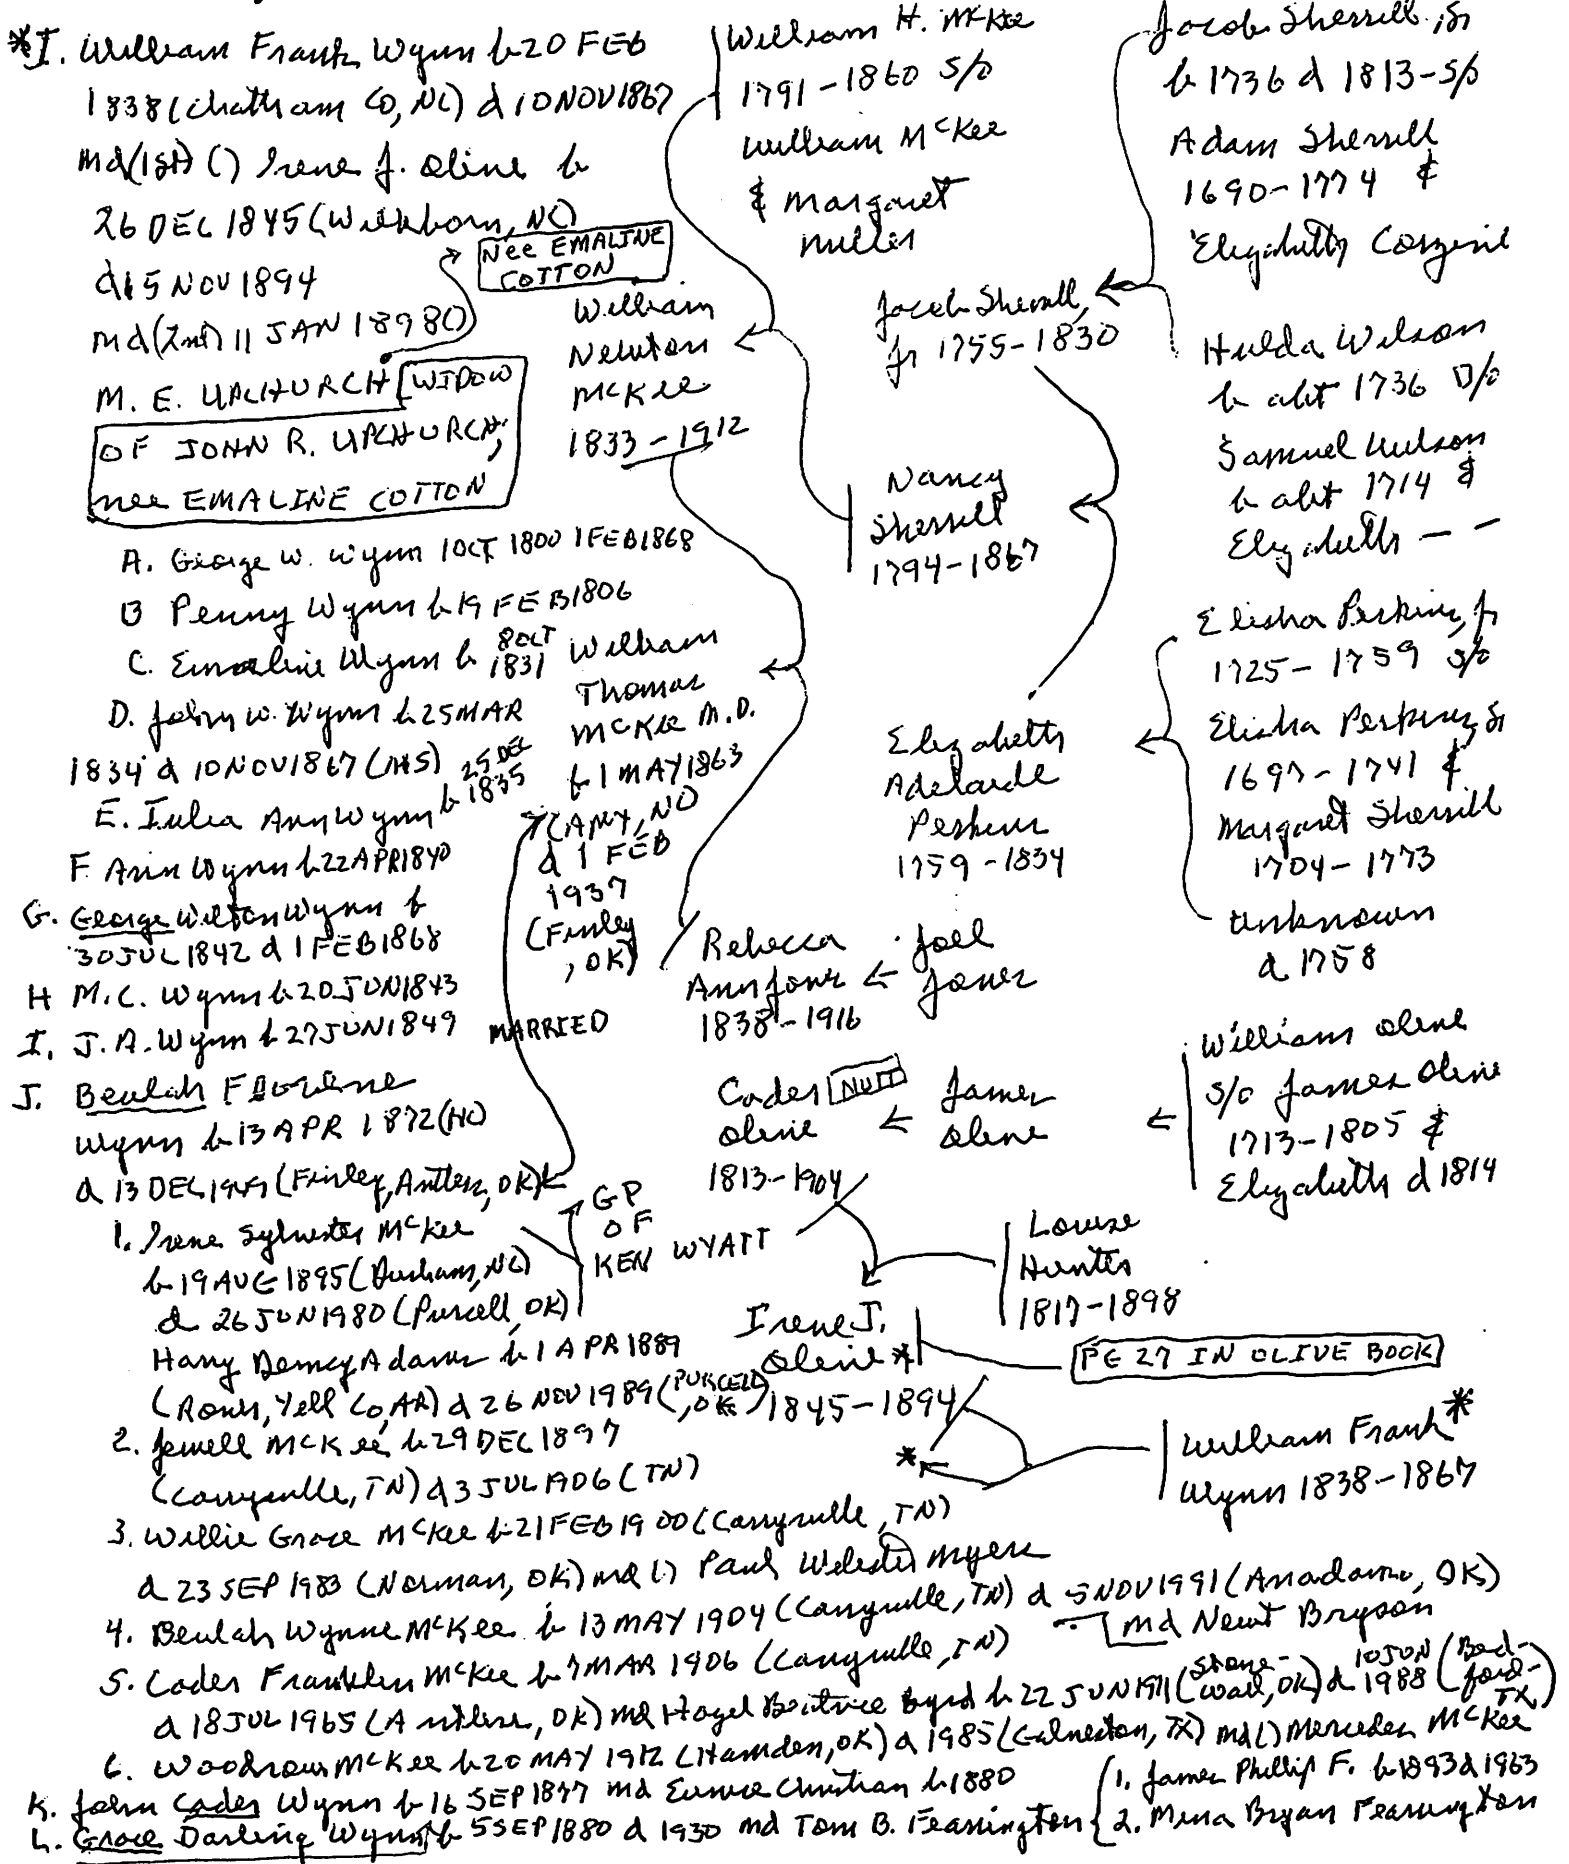 *I. William Frank Wynn b 20 FEB
1838 (Chatham CO, NC) d 10 NOV 1867
md (1st) () Irene J. Olive b
26 DEC 1845 (, NC)
d 15 NOV 1894
md (2nd) 11 JAN 1898 ()
Nee EMALINE
COTTON
M. E. UPCHURCH [WIDOW
OF JOHN R. UPCHURCH,
nee EMALINE COTTON
A. George W. Wynn 1 OCT 1800 1 FEB 1868
B Penny Wynn b 19 FEB 1806
C. Emaline Wynn b 8 OCT 1831
D. John W. Wynn b 25 MAR
1834 d 10 NOV 1867 (MS)
E. Julia Ann Wynn b 25 DEC 1835
F. Ann Wynn b 22 APR 1840
G. George Wilton Wynn b
30 JUL 1842 d 1 FEB 1868
H M.C. Wynn b 20 JUN 1843
I. J.A. Wynn b 27 JUN 1849
J. Beulah Florene
Wynn b 13 APR 1872 (NC)
d 13 DEC (Finley, Antlers, OK)
MARRIED
William H. McKee
1791-1860 S/o
William McKee
& Margaret
Miller
William
Newton
McKee
1833-1912
William
Thomas
McKee M.D.
b 1 MAY 1863
(APEX, NC)
d 1 FEB
1937
(Finley
, OK)
Jacob Sherrill, Sr
b 1736 d 1813 - S/o
Adam Sherrill
1690-1774 &
Elizabeth
Jacob Sherrill,
Jr 1755-1830
Hulda Wilson
b abt 1736 D/o
Samuel Wilson
b abt 1714 &
Elizabeth - -
Nancy
Sherrill
1794-1867
Elisha Perkins, Jr
1725-1759 S/o
Elisha Perkins, Sr
1697-1741 &
Margaret Sherrill
1704-1773
Unknown
d 1758
Elizabeth
Adelaide
Perkins
1759-1834
Rebecca
Ann Jones
1838-1916
Joel
Jones
Cader [Nutt]
Olive
1813-1904
James
Olive
William Olive
S/o James Olive
1713-1805 &
Elizabeth d 1814
GP
OF
KEN WYATT
Louise
Hunter
1817-1898
Irene J.
Olive *
1845-1894
PG 27 IN OLIVE BOOK
*
William Frank *
Wynn 1838-1867
1. Irene Sylvester McKee
b 19 AUG 1895 (Durham, NC)
d 26 JUN 1980 (Purcell, OK)
Harry Demcy Adams b 1 APR 1889
(Rover, Yell Co, AR) d 26 NOV 1989 (PURCELL, OK)
2. Jewell McKee b 29 DEC 1897
(Carryville, TN) d 3 JUL 1906 (TN)
3. Willie Grace McKee b 21 FEB 1900 (Carryville, TN)
d 23 SEP 1983 (Norman, OK) md () Paul Webster Myers
4. Beulah Wynne McKee b 13 MAY 1904 (Carryville, TN) d 5 NOV 1991 (Anadarko, OK)
md Newt Bryson
5. Cader Franklin McKee b 7 MAR 1906 (Carryville, TN)
d 18 JUL 1965 (Antlers, OK) md Hazel Beatrice Byrd b 22 JUN 1911 (Stonewall, OK) d 10 JUN 1988 (Bedford, TX)
6. Woodrow McKee b 20 MAY 1912 (Hamden, OK) d 1985 (Galveston, TX) md () Mercedes McKee
K. John Cader Wynn b 16 SEP 1877 md Eunice Christian b 1880
L. Grace Darling Wynn b 5 SEP 1880 d 1930 md Tom B. Fearrington
1. James Phillip F. b 1893 d 1963
2. Mina Bryan Fearrington